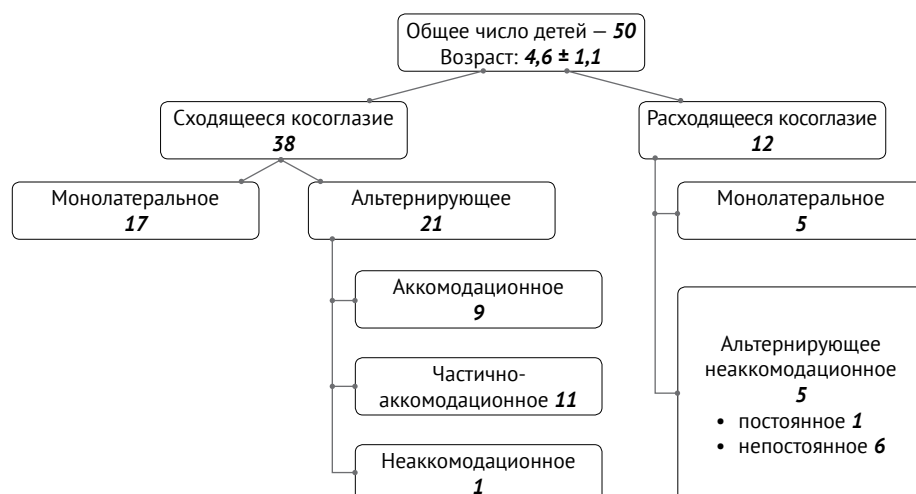 Общее число детей — 50
Возраст: 4,6 ± 1,1
Сходящееся косоглазие
38
Расходящееся косоглазие
12
Монолатеральное
17
Альтернирующее
21
Монолатеральное
5
Аккомодационное
9
Частично-
аккомодационное 11
Неаккомодационное
1
Альтернирующее
неаккомодационное
5
• постоянное 1
• непостоянное 6